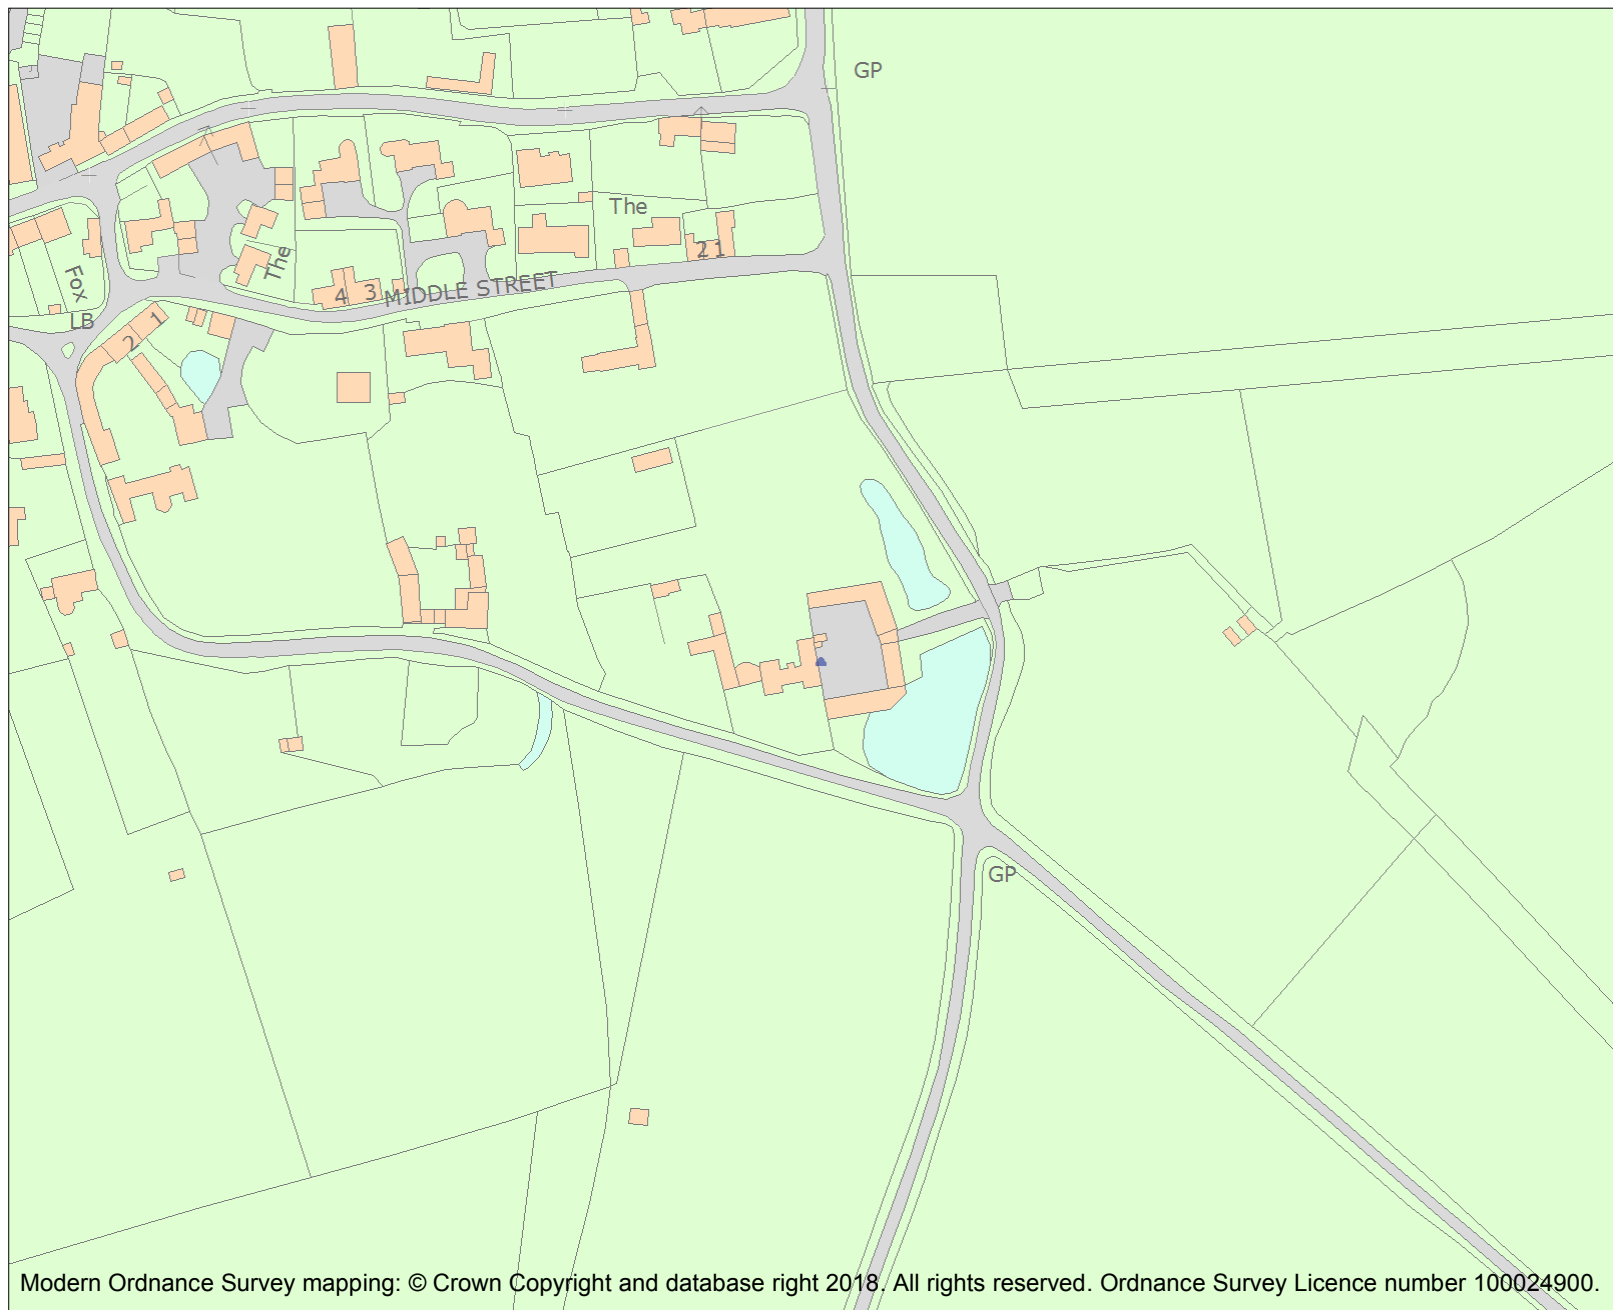 GP
The
2 1
The
Fox
4 3
MIDDLE STREET
LB
1
2
GP
Modern Ordnance Survey mapping: © Crown Copyright and database right 2018. All rights reserved. Ordnance Survey Licence number 100024900.